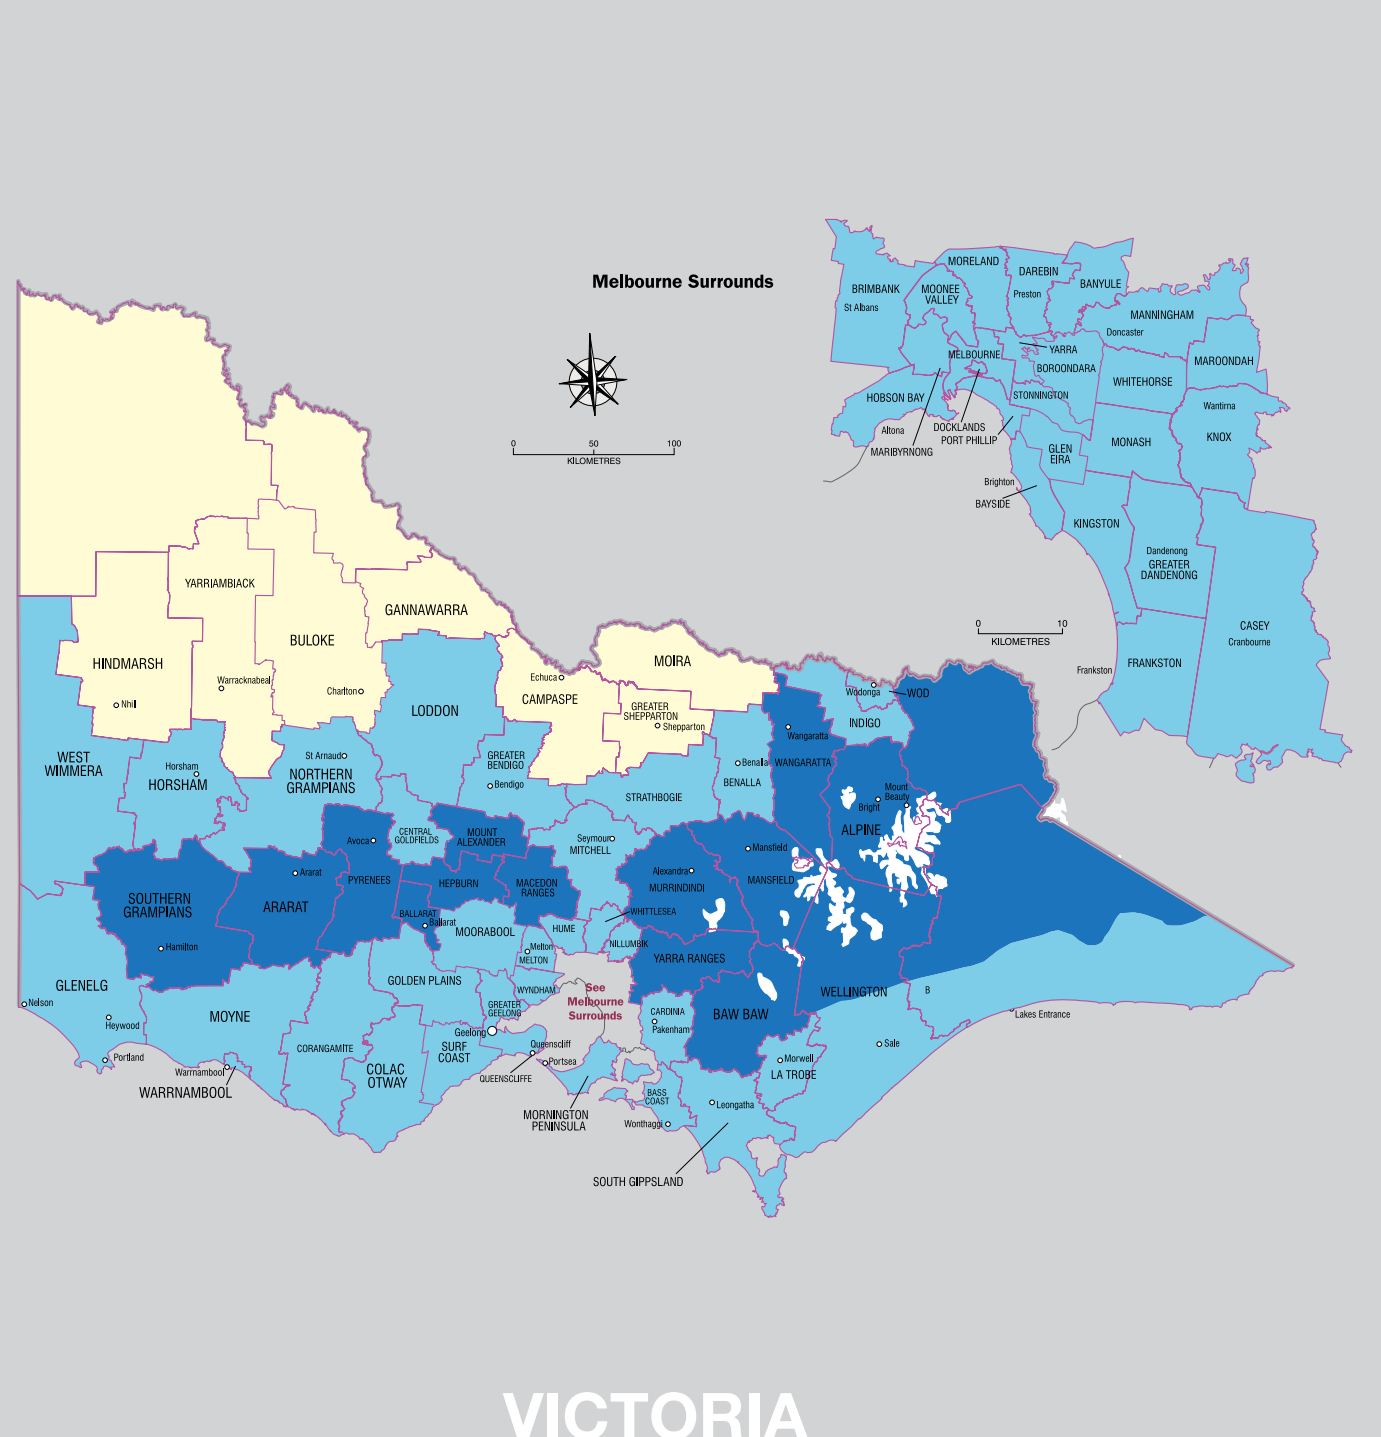 Melbourne Surrounds
0 50 100
KILOMETRES
MORELAND
DAREBIN
BRIMBANK
MOONEE
VALLEY
BANYULE
Preston
St Albans
MANNINGHAM
Doncaster
MELBOURNE
YARRA
BOROONDARA
MAROONDAH
WHITEHORSE
HOBSON BAY
STONNINGTON
Wantirna
Altona
DOCKLANDS
PORT PHILLIP
MARIBYRNONG
GLEN
EIRA
MONASH
KNOX
Brighton
BAYSIDE
KINGSTON
Dandenong
GREATER
DANDENONG
0 10
KILOMETRES
CASEY
Cranbourne
Frankston
FRANKSTON
YARRIAMBIACK
GANNAWARRA
BULOKE
HINDMARSH
Warracknabeal
Charlton
Nhil
MOIRA
Echuca
CAMPASPE
GREATER
SHEPPARTON
Shepparton
LODDON
Wodonga
WOD
INDIGO
Wangaratta
WANGARATTA
WEST
WIMMERA
Horsham
HORSHAM
St Arnaud
NORTHERN
GRAMPIANS
GREATER
BENDIGO
Bendigo
Benalla
BENALLA
STRATHBOGIE
Mount
Beauty
Bright
ALPINE
Avoca
CENTRAL
GOLDFIELDS
MOUNT
ALEXANDER
Seymour
MITCHELL
Mansfield
MANSFIELD
Alexandra
MURRINDINDI
Ararat
ARARAT
PYRENEES
HEPBURN
MACEDON
RANGES
SOUTHERN
GRAMPIANS
Hamilton
BALLARAT
Ballarat
MOORABOOL
WHITTLESEA
HUME
NILLUMBIK
Melton
MELTON
YARRA RANGES
GLENELG
Nelson
Heywood
Portland
GOLDEN PLAINS
WYNDHAM
See
Melbourne
Surrounds
GREATER
GEELONG
Geelong
MOYNE
CORANGAMITE
COLAC
OTWAY
SURF
COAST
Queenscliff
QUEENSCLIFFE
Portsea
Warrnambool
WARRNAMBOOL
CARDINIA
Pakenham
BAW BAW
WELLINGTON
B
Lakes Entrance
Sale
Morwell
LA TROBE
BASS
COAST
Leongatha
Wonthaggi
MORNINGTON
PENINSULA
SOUTH GIPPSLAND
VICTORIA